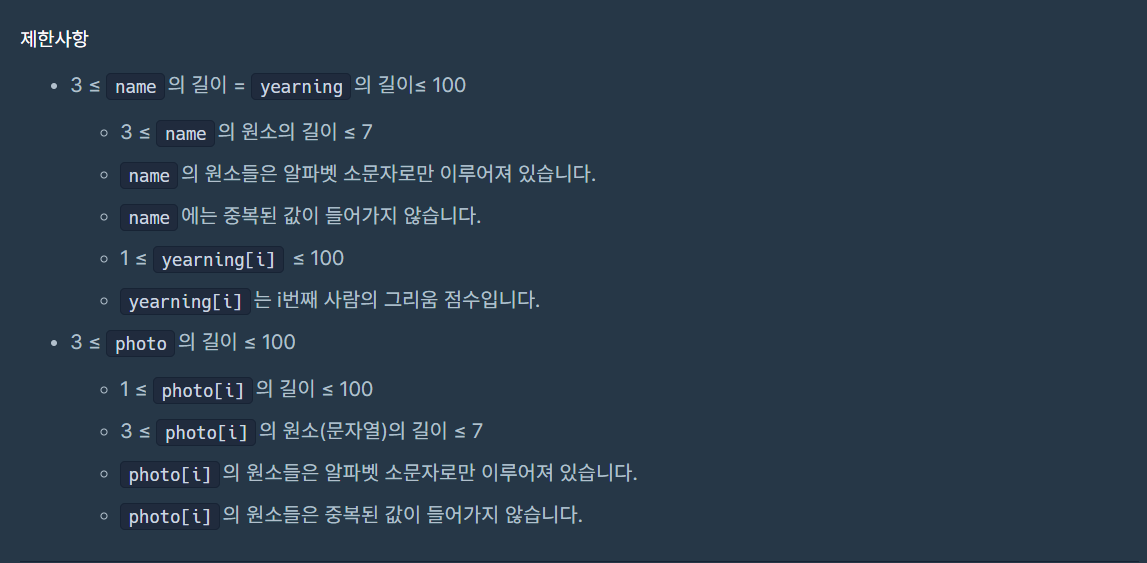 제한사항
• 3 ≤ name 의 길이 = yearning 의 길이≤ 100
◦ 3 ≤ name 의 원소의 길이 ≤ 7
◦ name 의 원소들은 알파벳 소문자로만 이루어져 있습니다.
◦ name 에는 중복된 값이 들어가지 않습니다.
◦ 1 ≤ yearning[i] ≤ 100
◦ yearning[i] 는 i번째 사람의 그리움 점수입니다.
• 3 ≤ photo 의 길이 ≤ 100
◦ 1 ≤ photo[i] 의 길이 ≤ 100
◦ 3 ≤ photo[i] 의 원소(문자열)의 길이 ≤ 7
◦ photo[i] 의 원소들은 알파벳 소문자로만 이루어져 있습니다.
◦ photo[i] 의 원소들은 중복된 값이 들어가지 않습니다.